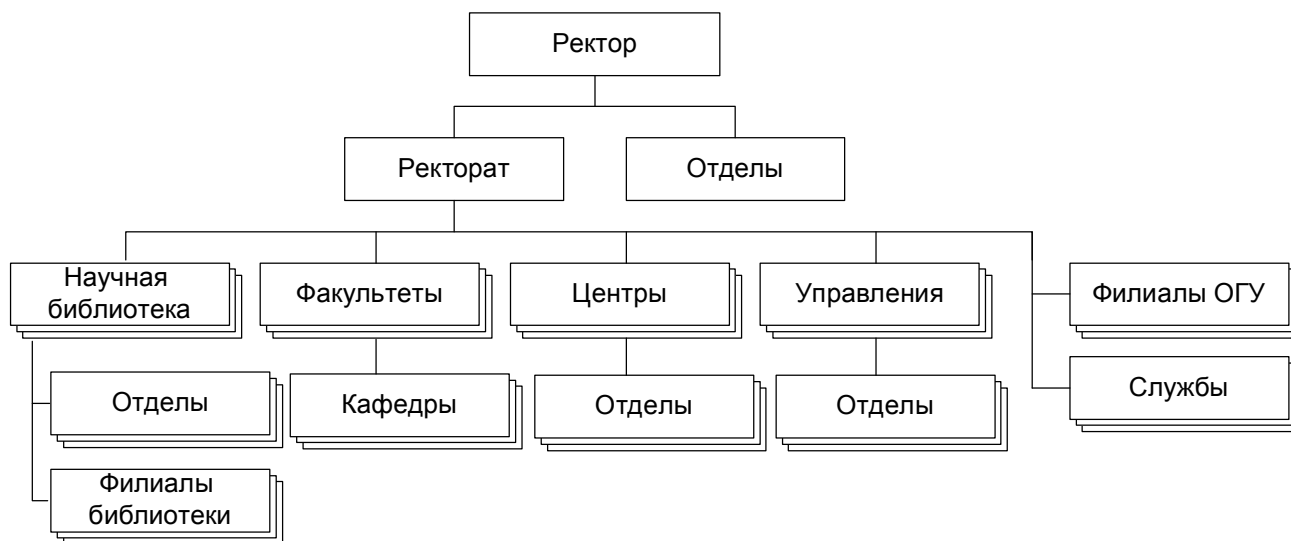 Ректор
Ректорат
Отделы
Научная
библиотека
Факультеты
Центры
Управления
Филиалы ОГУ
Службы
Отделы
Кафедры
Отделы
Отделы
Филиалы
библиотеки